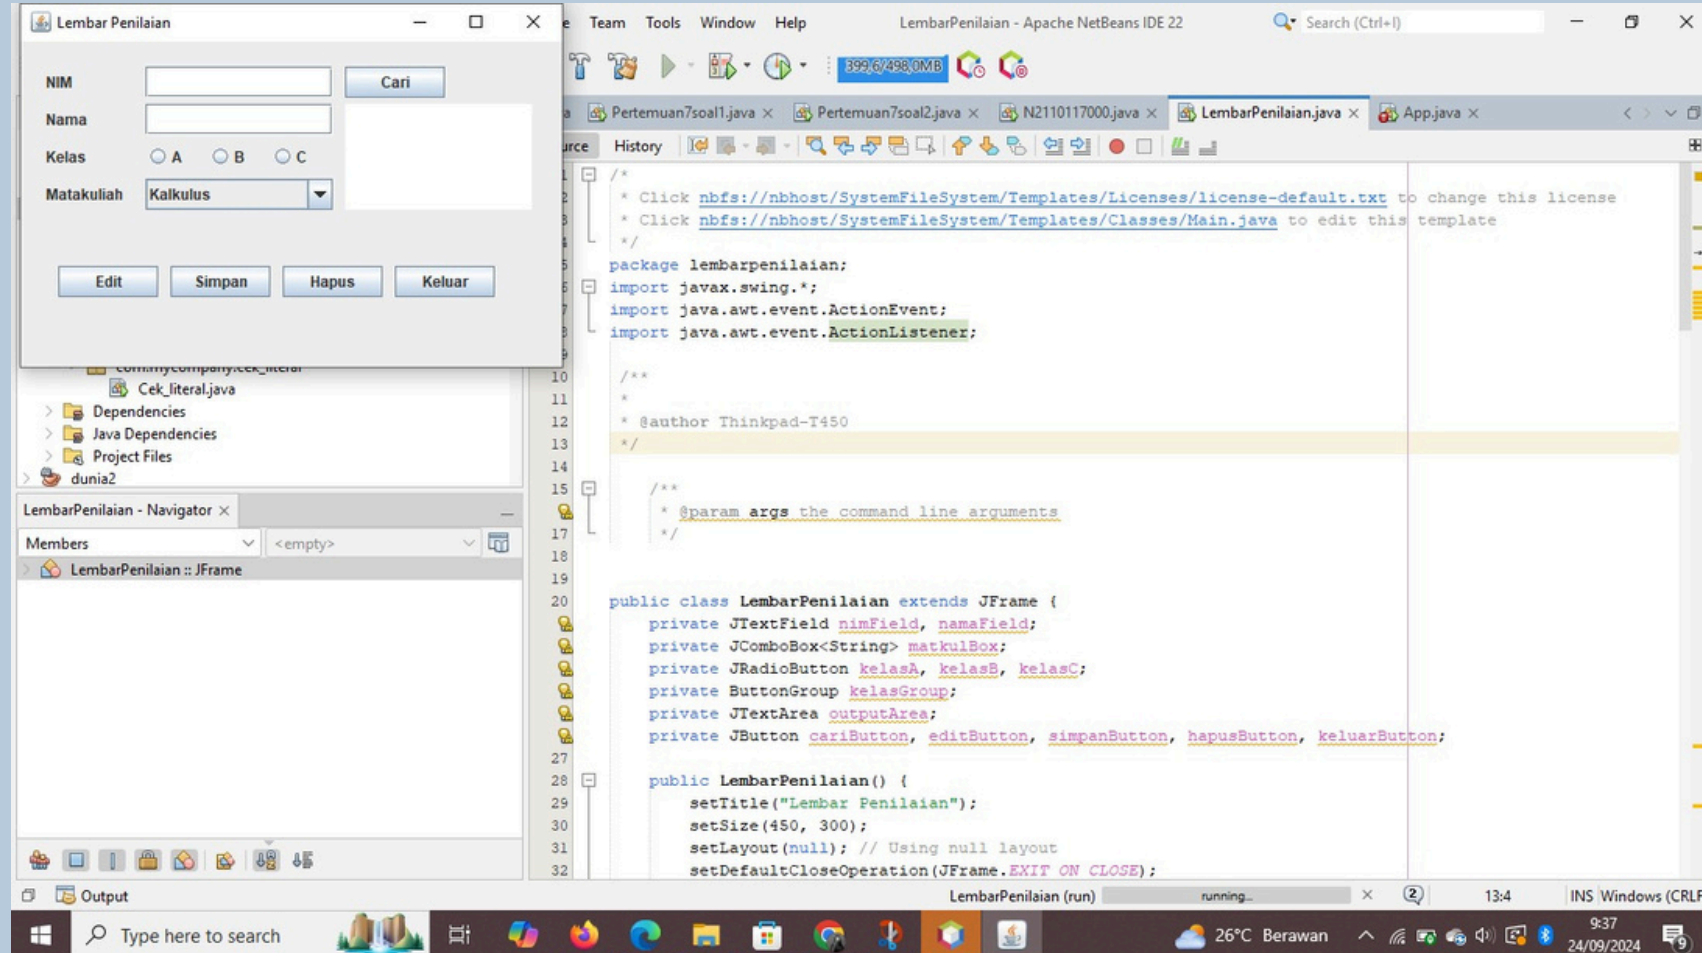 Lembar Penilaian
NIM
Cari
Nama
Kelas A B C
Matakuliah Kalkulus
Edit Simpan Hapus Keluar
Team Tools Window Help
LembarPenilaian - Apache NetBeans IDE 22
Search (Ctrl+I)
399,6/498,0MB
Pertemuan7soal1.java Pertemuan7soal2.java N2110117000.java LembarPenilaian.java App.java
History
/*
* Click nbfs://nbhost/SystemFileSystem/Templates/Licenses/license-default.txt to change this license
* Click nbfs://nbhost/SystemFileSystem/Templates/Classes/Main.java to edit this template
*/
package lembarpenilaian;
import javax.swing.*;
import java.awt.event.ActionEvent;
import java.awt.event.ActionListener;
10 /**
11 *
12 * @author Thinkpad-T450
13 */
14
15 /**
* @param args the command line arguments
17 */
18
19
20 public class LembarPenilaian extends JFrame {
private JTextField nimField, namaField;
private JComboBox<String> matkulBox;
private JRadioButton kelasA, kelasB, kelasC;
private ButtonGroup kelasGroup;
private JTextArea outputArea;
private JButton cariButton, editButton, simpanButton, hapusButton, keluarButton;
27
28 public LembarPenilaian() {
29 setTitle("Lembar Penilaian");
30 setSize(450, 300);
31 setLayout(null); // Using null layout
32 setDefaultCloseOperation(JFrame.EXIT_ON_CLOSE);
com.mycompany.cek_literal
Cek_literal.java
Dependencies
Java Dependencies
Project Files
dunia2
LembarPenilaian - Navigator
Members <empty>
LembarPenilaian :: JFrame
Output
LembarPenilaian (run) running... 2 13:4 INS Windows (CRLF
Type here to search
26°C Berawan
9:37
24/09/2024
9